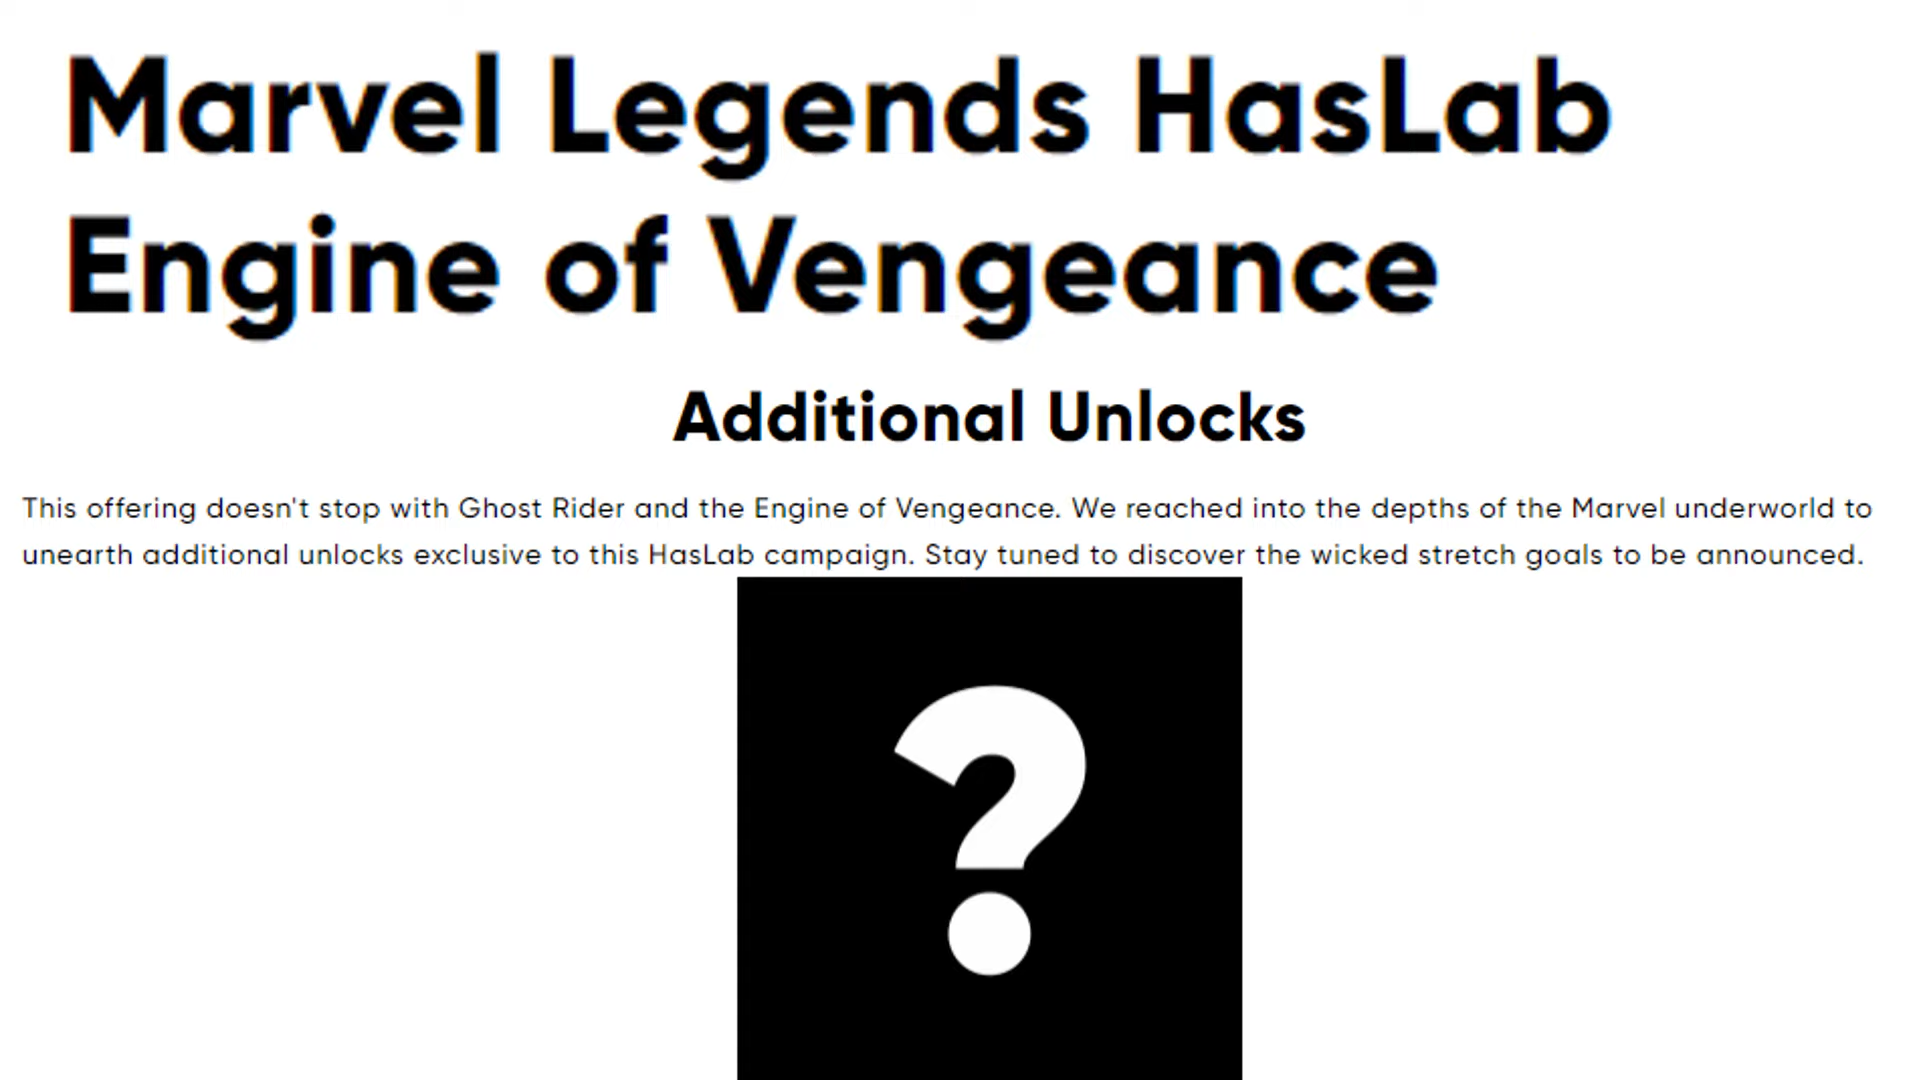 Marvel Legends HasLab
Engine of Vengeance
Additional Unlocks
This offering doesn't stop with Ghost Rider and the Engine of Vengeance. We reached into the depths of the Marvel underworld to
unearth additional unlocks exclusive to this HasLab campaign. Stay tuned to discover the wicked stretch goals to be announced.
?